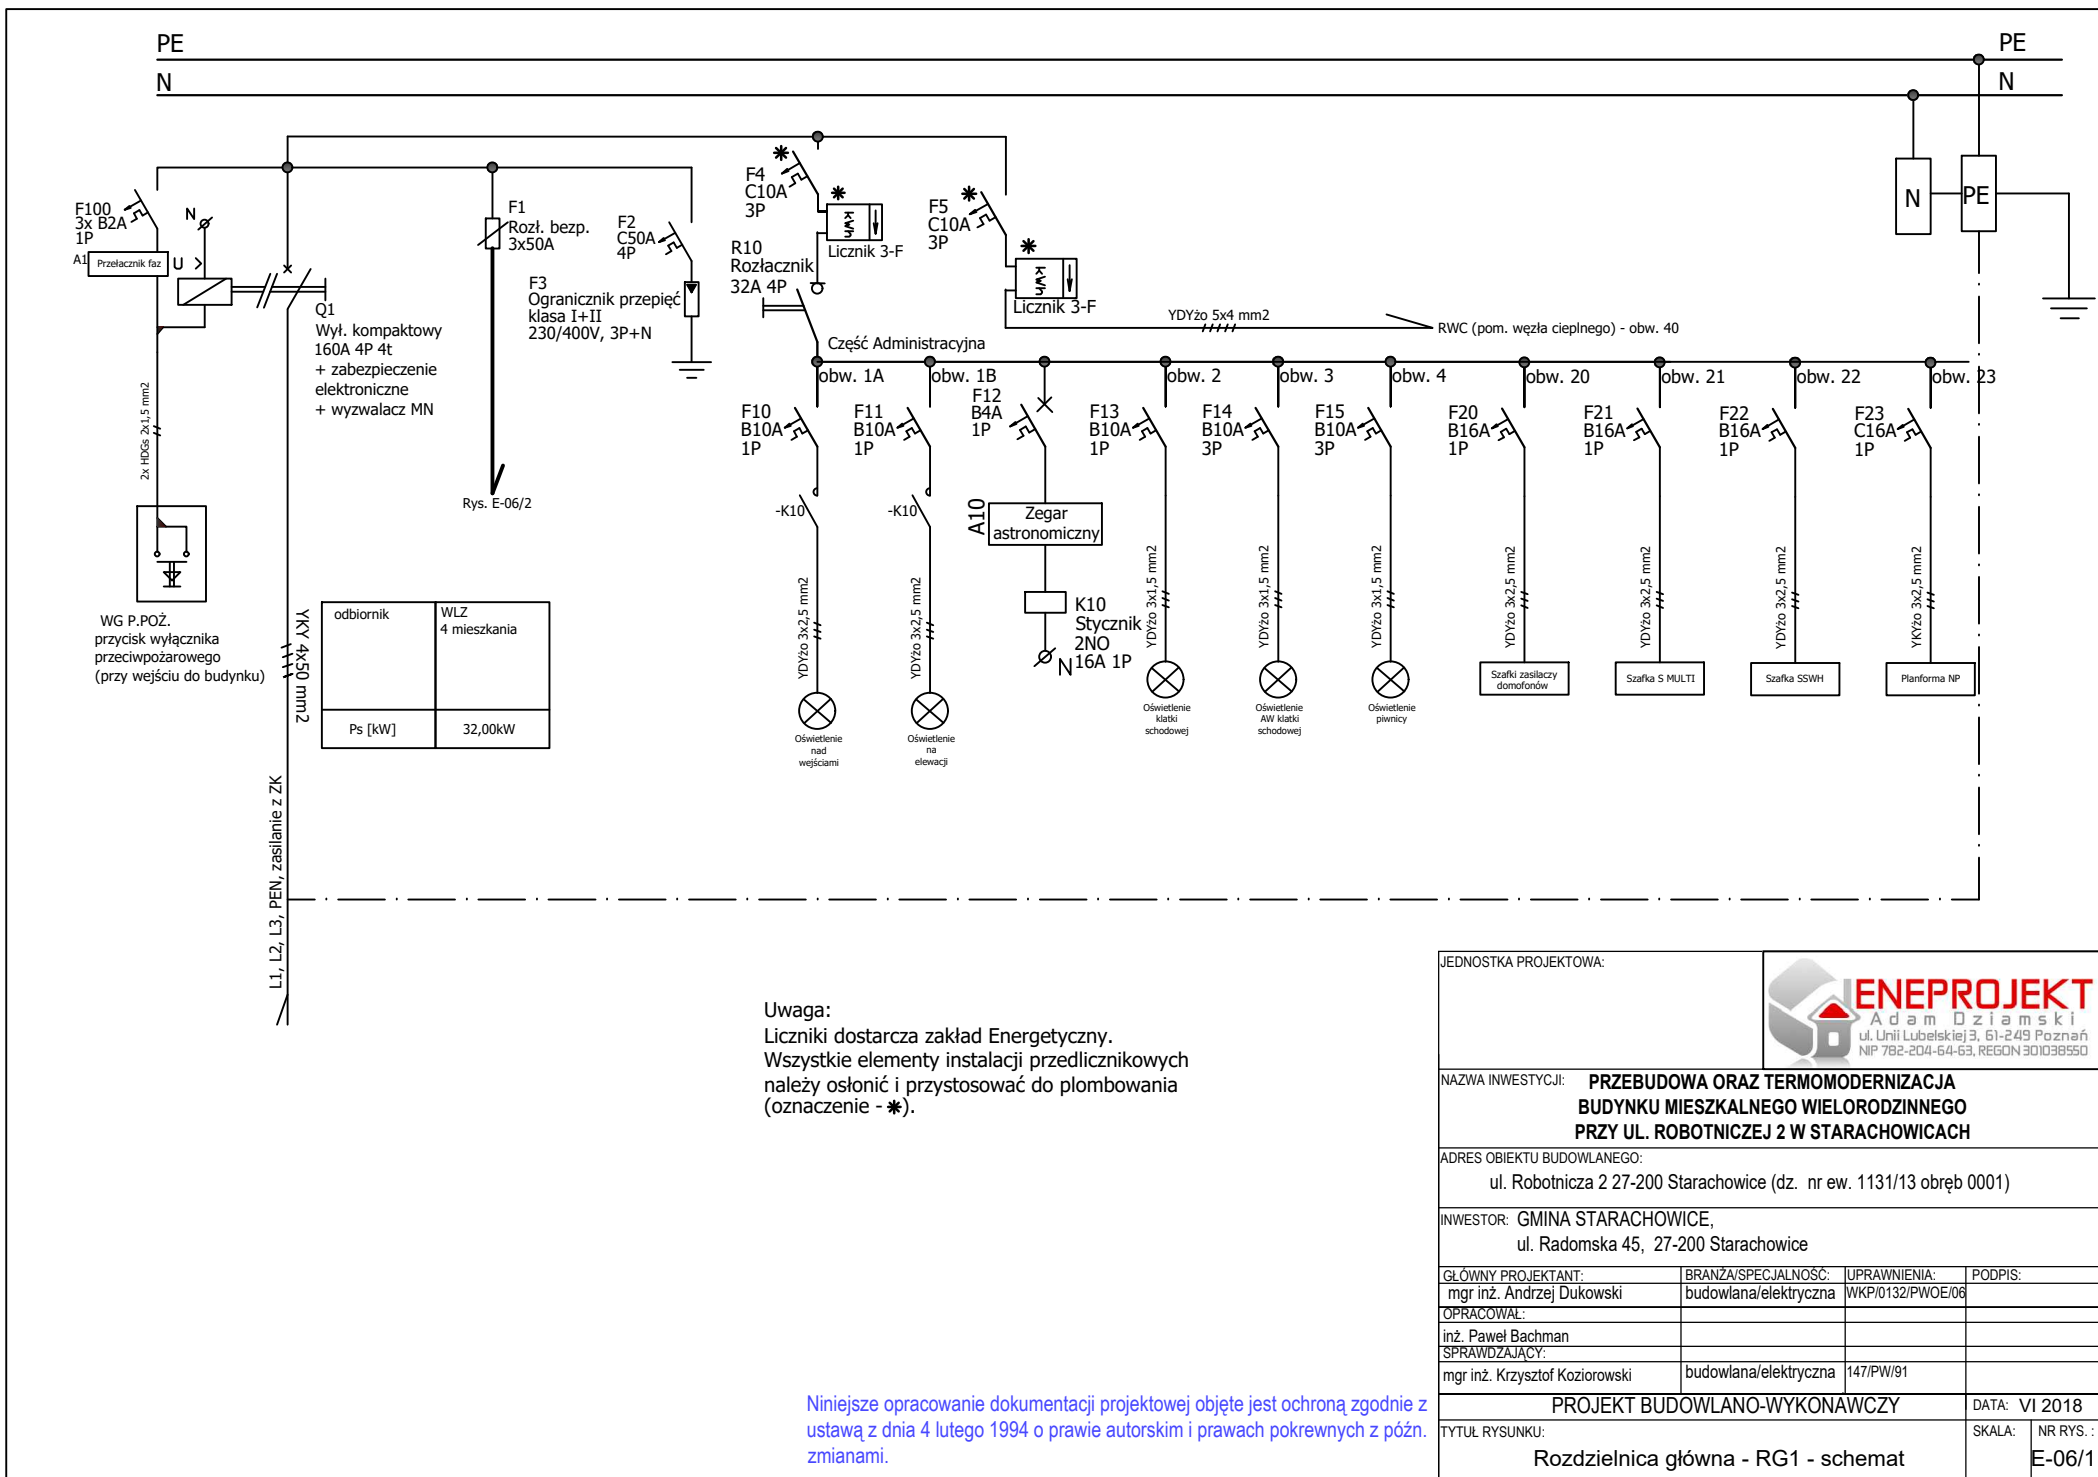 PE
PE
N
N
F100
3x B2A
1P
A1
Przełacznik faz
N
U
Q1
Wył. kompaktowy
160A 4P 4t
+ zabezpieczenie
elektroniczne
+ wyzwalacz MN
F1
Rozł. bezp.
3x50A
Rys. E-06/2
F2
C50A
4P
F3
Ogranicznik przepięć
klasa I+II
230/400V, 3P+N
F4
C10A
3P
kWh
Licznik 3-F
R10
Rozłacznik
32A 4P
F5
C10A
3P
kWh
Licznik 3-F
YDYżo 5x4 mm2
RWC (pom. węzła cieplnego) - obw. 40
N
PE
Część Administracyjna
obw. 1A
obw. 1B
obw. 2
obw. 3
obw. 4
obw. 20
obw. 21
obw. 22
obw. 23
F10
B10A
1P
F11
B10A
1P
F12
B4A
1P
F13
B10A
1P
F14
B10A
3P
F15
B10A
3P
F20
B16A
1P
F21
B16A
1P
F22
B16A
1P
F23
C16A
1P
-K10
-K10
A10
Zegar
astronomiczny
K10
Stycznik
2NO
16A 1P
N
2x HDGs 2x1,5 mm2
YDYżo 3x2,5 mm2
YDYżo 3x2,5 mm2
YDYżo 3x1,5 mm2
YDYżo 3x1,5 mm2
YDYżo 3x1,5 mm2
YDYżo 3x2,5 mm2
YDYżo 3x2,5 mm2
YDYżo 3x2,5 mm2
YKYżo 3x2,5 mm2
WG P.POŻ.
przycisk wyłącznika
przeciwpożarowego
(przy wejściu do budynku)
YKY 4x50 mm2
L1, L2, L3, PEN, zasilanie z ZK
odbiornik
WLZ
4 mieszkania
Ps [kW]
32,00kW
Oświetlenie
nad
wejściami
Oświetlenie
na
elewacji
Oświetlenie
klatki
schodowej
Oświetlenie
AW klatki
schodowej
Oświetlenie
piwnicy
Szafki zasilaczy
domofonów
Szafka S MULTI
Szafka SSWH
Planforma NP
Uwaga:
Liczniki dostarcza zakład Energetyczny.
Wszystkie elementy instalacji przedlicznikowych
należy osłonić i przystosować do plombowania
(oznaczenie - ✱).
JEDNOSTKA PROJEKTOWA:
ENEPROJEKT
Adam Dziamski
ul. Unii Lubelskiej 3, 61-249 Poznań
NIP 782-204-64-63, REGON 301038550
NAZWA INWESTYCJI: PRZEBUDOWA ORAZ TERMOMODERNIZACJA
BUDYNKU MIESZKALNEGO WIELORODZINNEGO
PRZY UL. ROBOTNICZEJ 2 W STARACHOWICACH
ADRES OBIEKTU BUDOWLANEGO:
ul. Robotnicza 2 27-200 Starachowice (dz. nr ew. 1131/13 obręb 0001)
INWESTOR: GMINA STARACHOWICE,
ul. Radomska 45, 27-200 Starachowice
GŁÓWNY PROJEKTANT: BRANŻA/SPECJALNOŚĆ: UPRAWNIENIA: PODPIS:
mgr inż. Andrzej Dukowski budowlana/elektryczna WKP/0132/PWOE/06
OPRACOWAŁ:
inż. Paweł Bachman
SPRAWDZAJĄCY:
mgr inż. Krzysztof Koziorowski budowlana/elektryczna 147/PW/91
PROJEKT BUDOWLANO-WYKONAWCZY DATA: VI 2018
TYTUŁ RYSUNKU: SKALA: NR RYS. :
Rozdzielnica główna - RG1 - schemat E-06/1
Niniejsze opracowanie dokumentacji projektowej objęte jest ochroną zgodnie z
ustawą z dnia 4 lutego 1994 o prawie autorskim i prawach pokrewnych z późn.
zmianami.